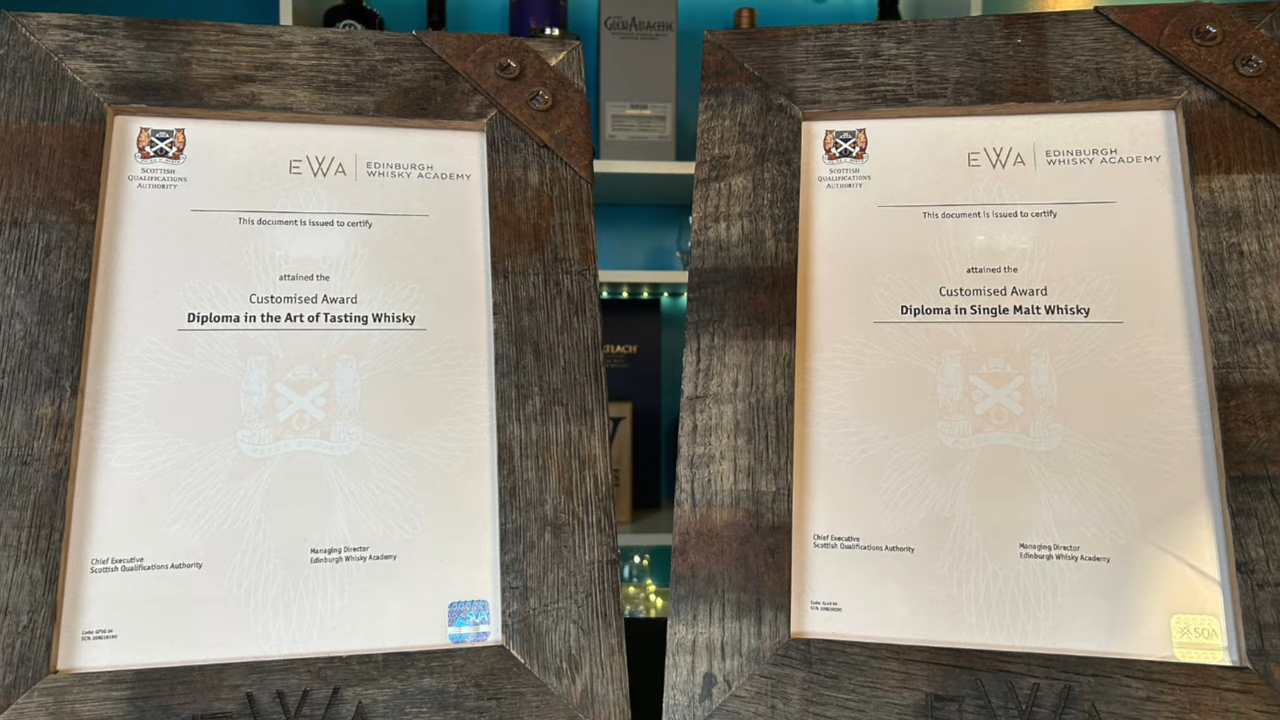 SCOTTISH
QUALIFICATIONS
AUTHORITY
EWA | EDINBURGH
WHISKY ACADEMY
This document is issued to certify
attained the
Customised Award
Diploma in the Art of Tasting Whisky
Chief Executive
Scottish Qualifications Authority
Managing Director
Edinburgh Whisky Academy
SQA
EWA
GLENALLACHIE
SCOTTISH
QUALIFICATIONS
AUTHORITY
EWA | EDINBURGH
WHISKY ACADEMY
This document is issued to certify
attained the
Customised Award
Diploma in Single Malt Whisky
Chief Executive
Scottish Qualifications Authority
Managing Director
Edinburgh Whisky Academy
SQA
EWA